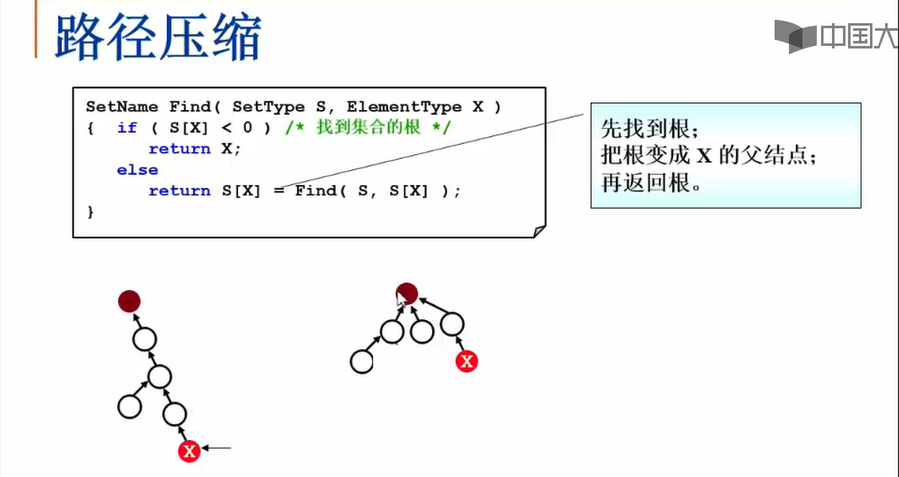 路径压缩
中国大
SetName Find( SetType S, ElementType X )
{  if ( S[X] < 0 ) /* 找到集合的根 */
      return X;
   else
      return S[X] = Find( S, S[X] );
}
先找到根；
把根变成 X 的父结点；
再返回根。
X
X